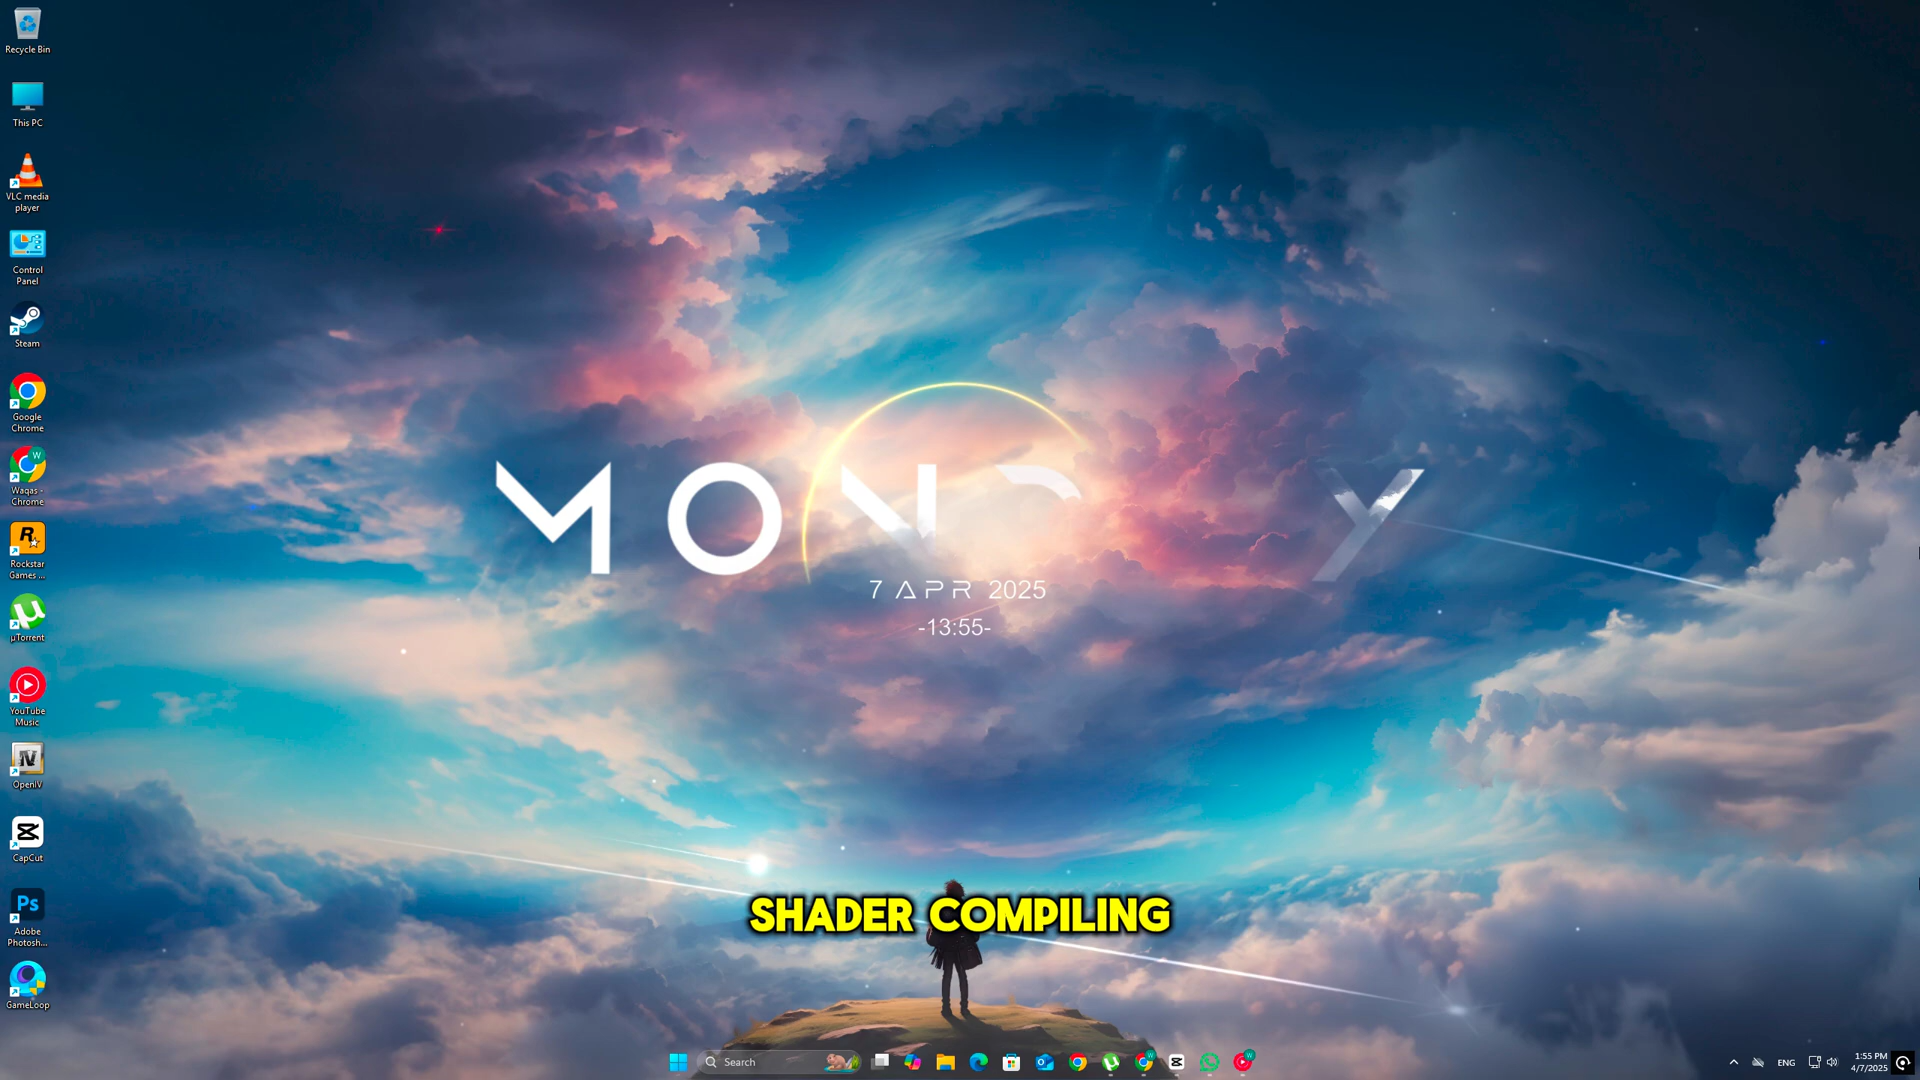 Recycle Bin
This PC
VLC media
player
Control
Panel
Steam
Google
Chrome
W
Waqas -
Chrome
Rockstar
Games ...
µTorrent
YouTube
Music
OpenIV
CapCut
Ps
Adobe
Photosh...
GameLoop
MOND Y
7 APR 2025
-13:55-
SHADER COMPILING
Search
ENG
1:55 PM
4/7/2025